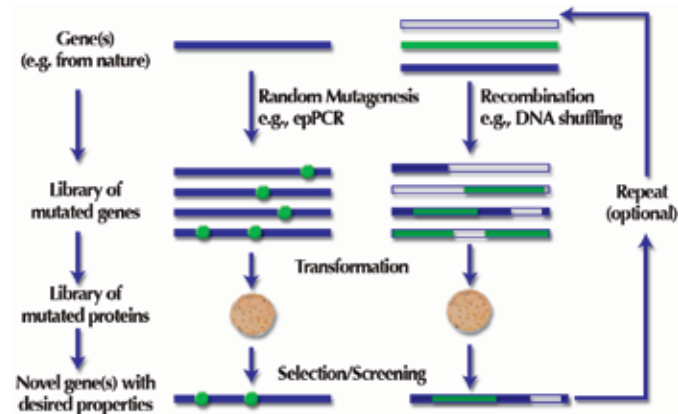 Gene(s)
(e.g. from nature)
Random Mutagenesis
e.g., epPCR
Recombination
e.g., DNA shuffling
Library of
mutated genes
Repeat
(optional)
Transformation
Library of
mutated proteins
Selection/Screening
Novel gene(s) with
desired properties